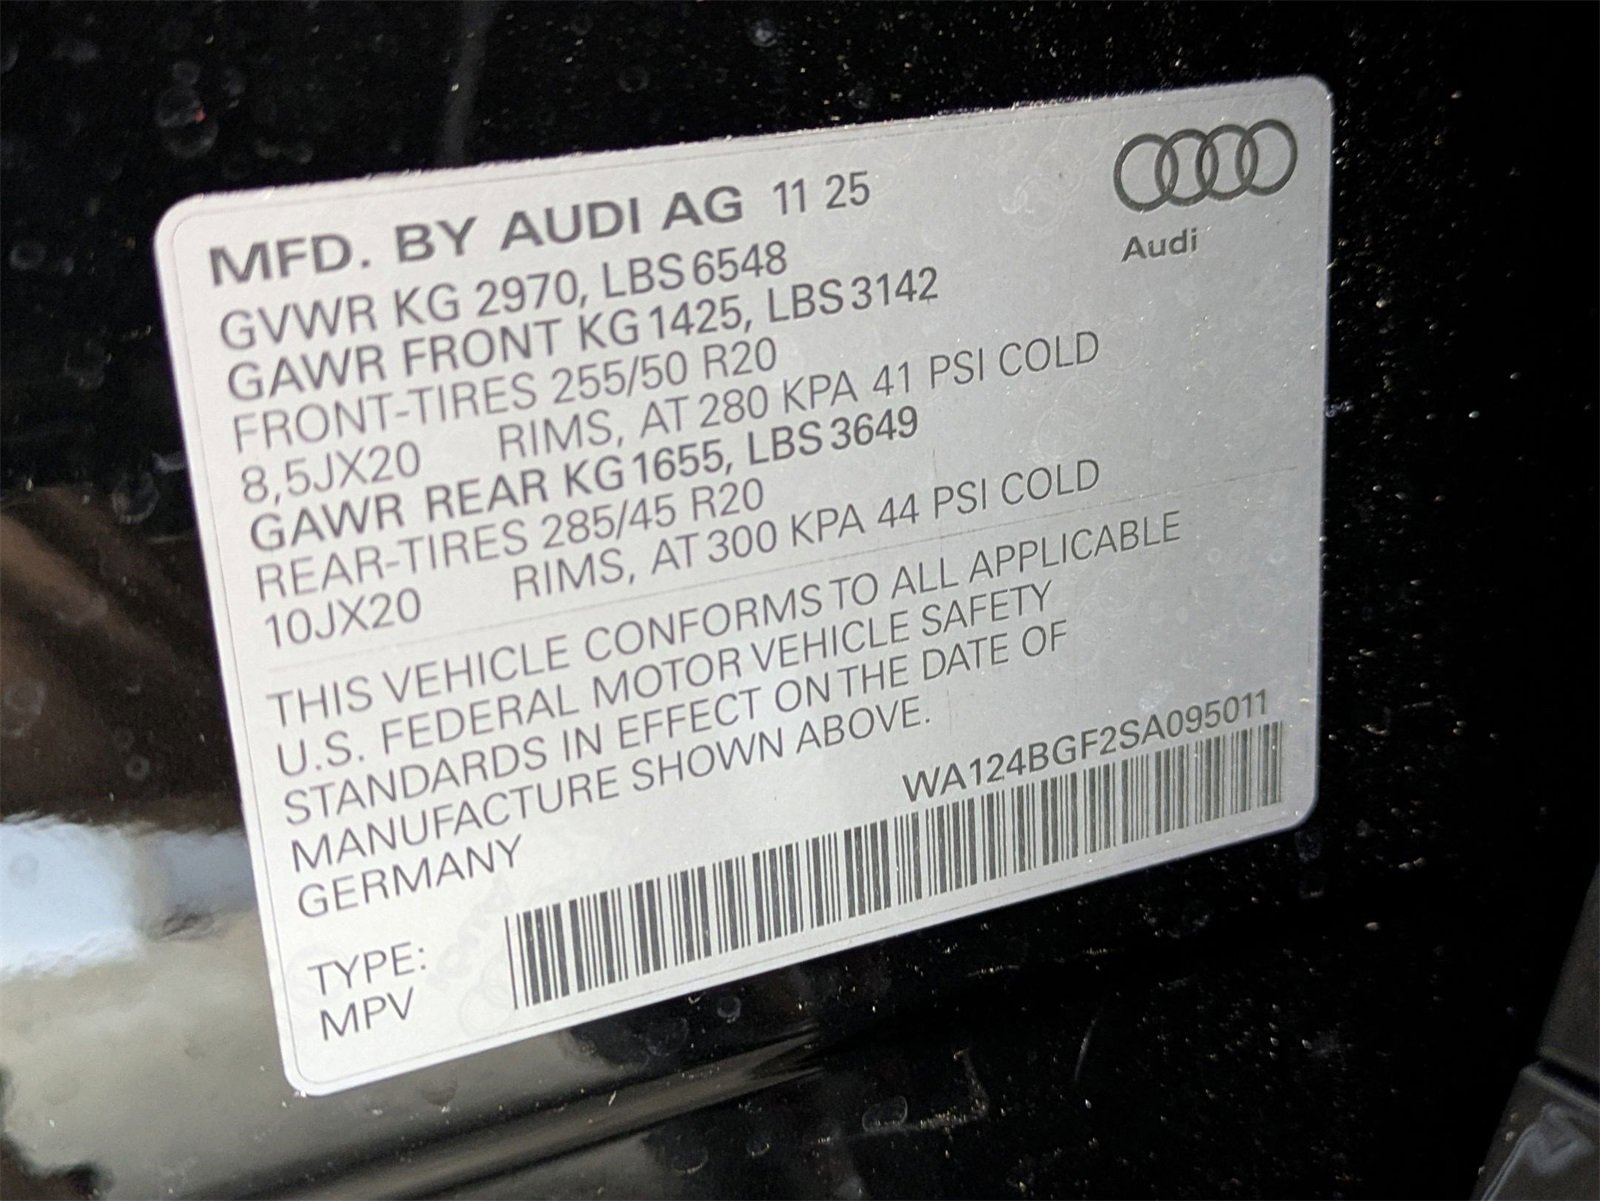 MFD. BY AUDI AG 11 25
Audi
GVWR KG 2970, LBS 6548
GAWR FRONT KG 1425, LBS 3142
FRONT-TIRES 255/50 R20
8,5JX20 RIMS, AT 280 KPA 41 PSI COLD
GAWR REAR KG 1655, LBS 3649
REAR-TIRES 285/45 R20
10JX20 RIMS, AT 300 KPA 44 PSI COLD
THIS VEHICLE CONFORMS TO ALL APPLICABLE
U.S. FEDERAL MOTOR VEHICLE SAFETY
STANDARDS IN EFFECT ON THE DATE OF
MANUFACTURE SHOWN ABOVE.
GERMANY
WA124BGF2SA095011
TYPE:
MPV